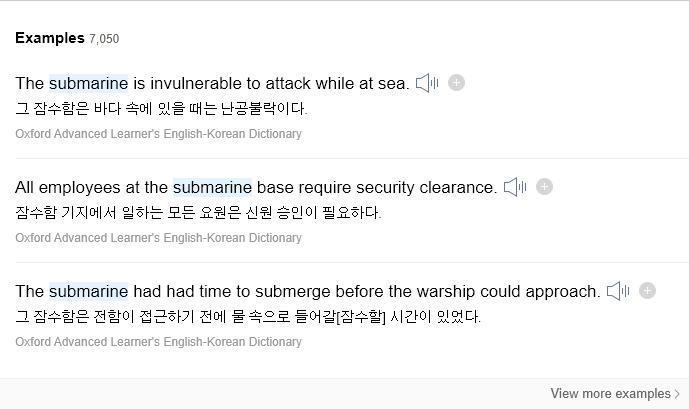 Examples 7,050
The submarine is invulnerable to attack while at sea.
그 잠수함은 바다 속에 있을 때는 난공불락이다.
Oxford Advanced Learner's English-Korean Dictionary
All employees at the submarine base require security clearance.
잠수함 기지에서 일하는 모든 요원은 신원 승인이 필요하다.
Oxford Advanced Learner's English-Korean Dictionary
The submarine had had time to submerge before the warship could approach.
그 잠수함은 전함이 접근하기 전에 물 속으로 들어갈[잠수할] 시간이 있었다.
Oxford Advanced Learner's English-Korean Dictionary
View more examples